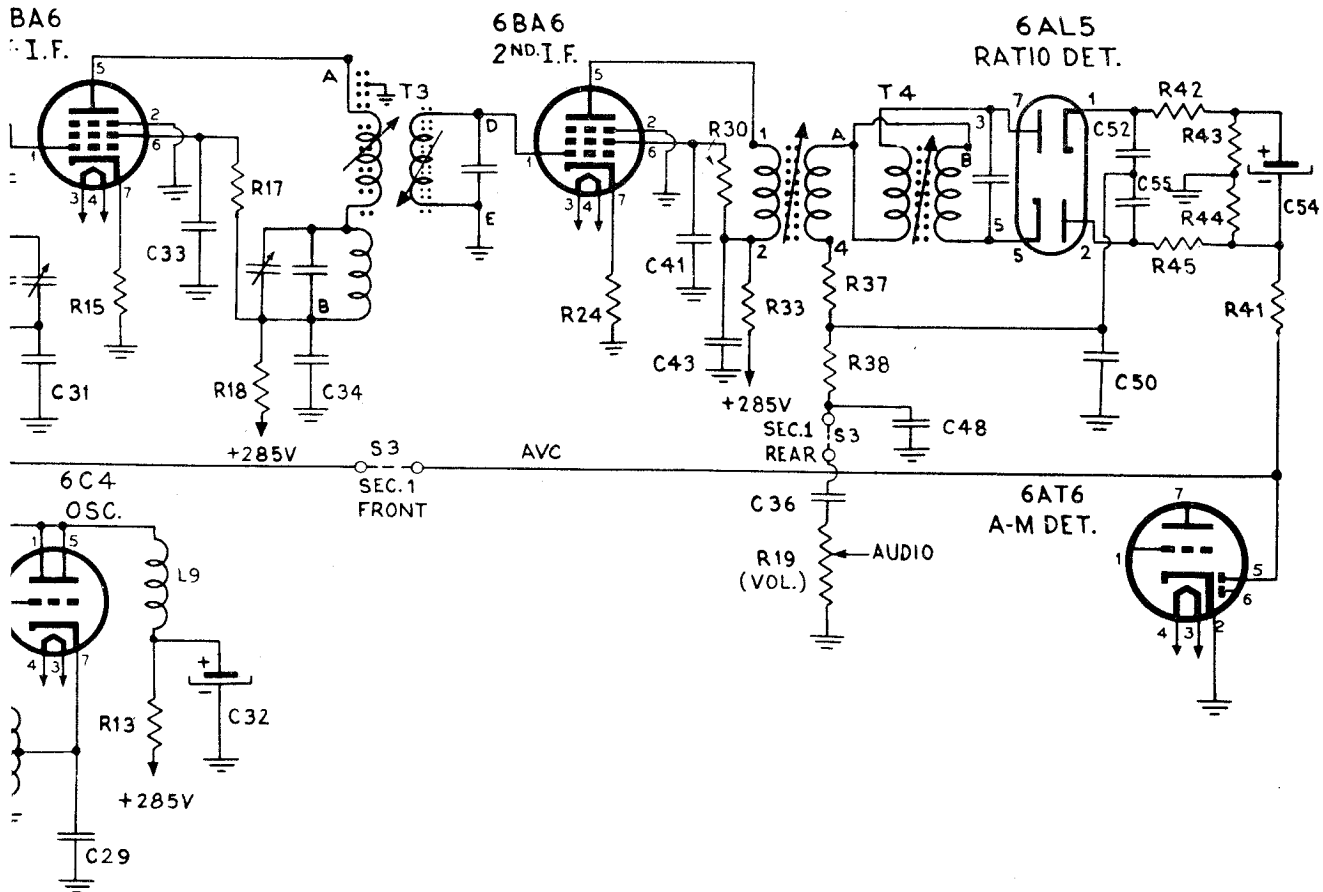 BA6
I.F.
6BA6
2ND. I.F.
6AL5
RATIO DET.
5
A
T3
2
6
1
3
4
7
R17
C33
R15
B
C31
R18
C34
+285V
D
E
5
2
6
1
3
4
7
R30
C41
R24
C43
1
2
R33
+285V
A
4
T4
B
3
5
R37
R38
7
1
5
2
C52
C55
R42
R43
R44
R45
+
-
C54
R41
C50
C48
SEC.1
REAR
S3
S3
SEC.1
FRONT
AVC
C36
R19
(VOL.)
AUDIO
6AT6
A-M DET.
7
1
5
6
4
3
2
6C4
OSC.
1
5
L9
4
3
7
R13
+
-
C32
+285V
C29